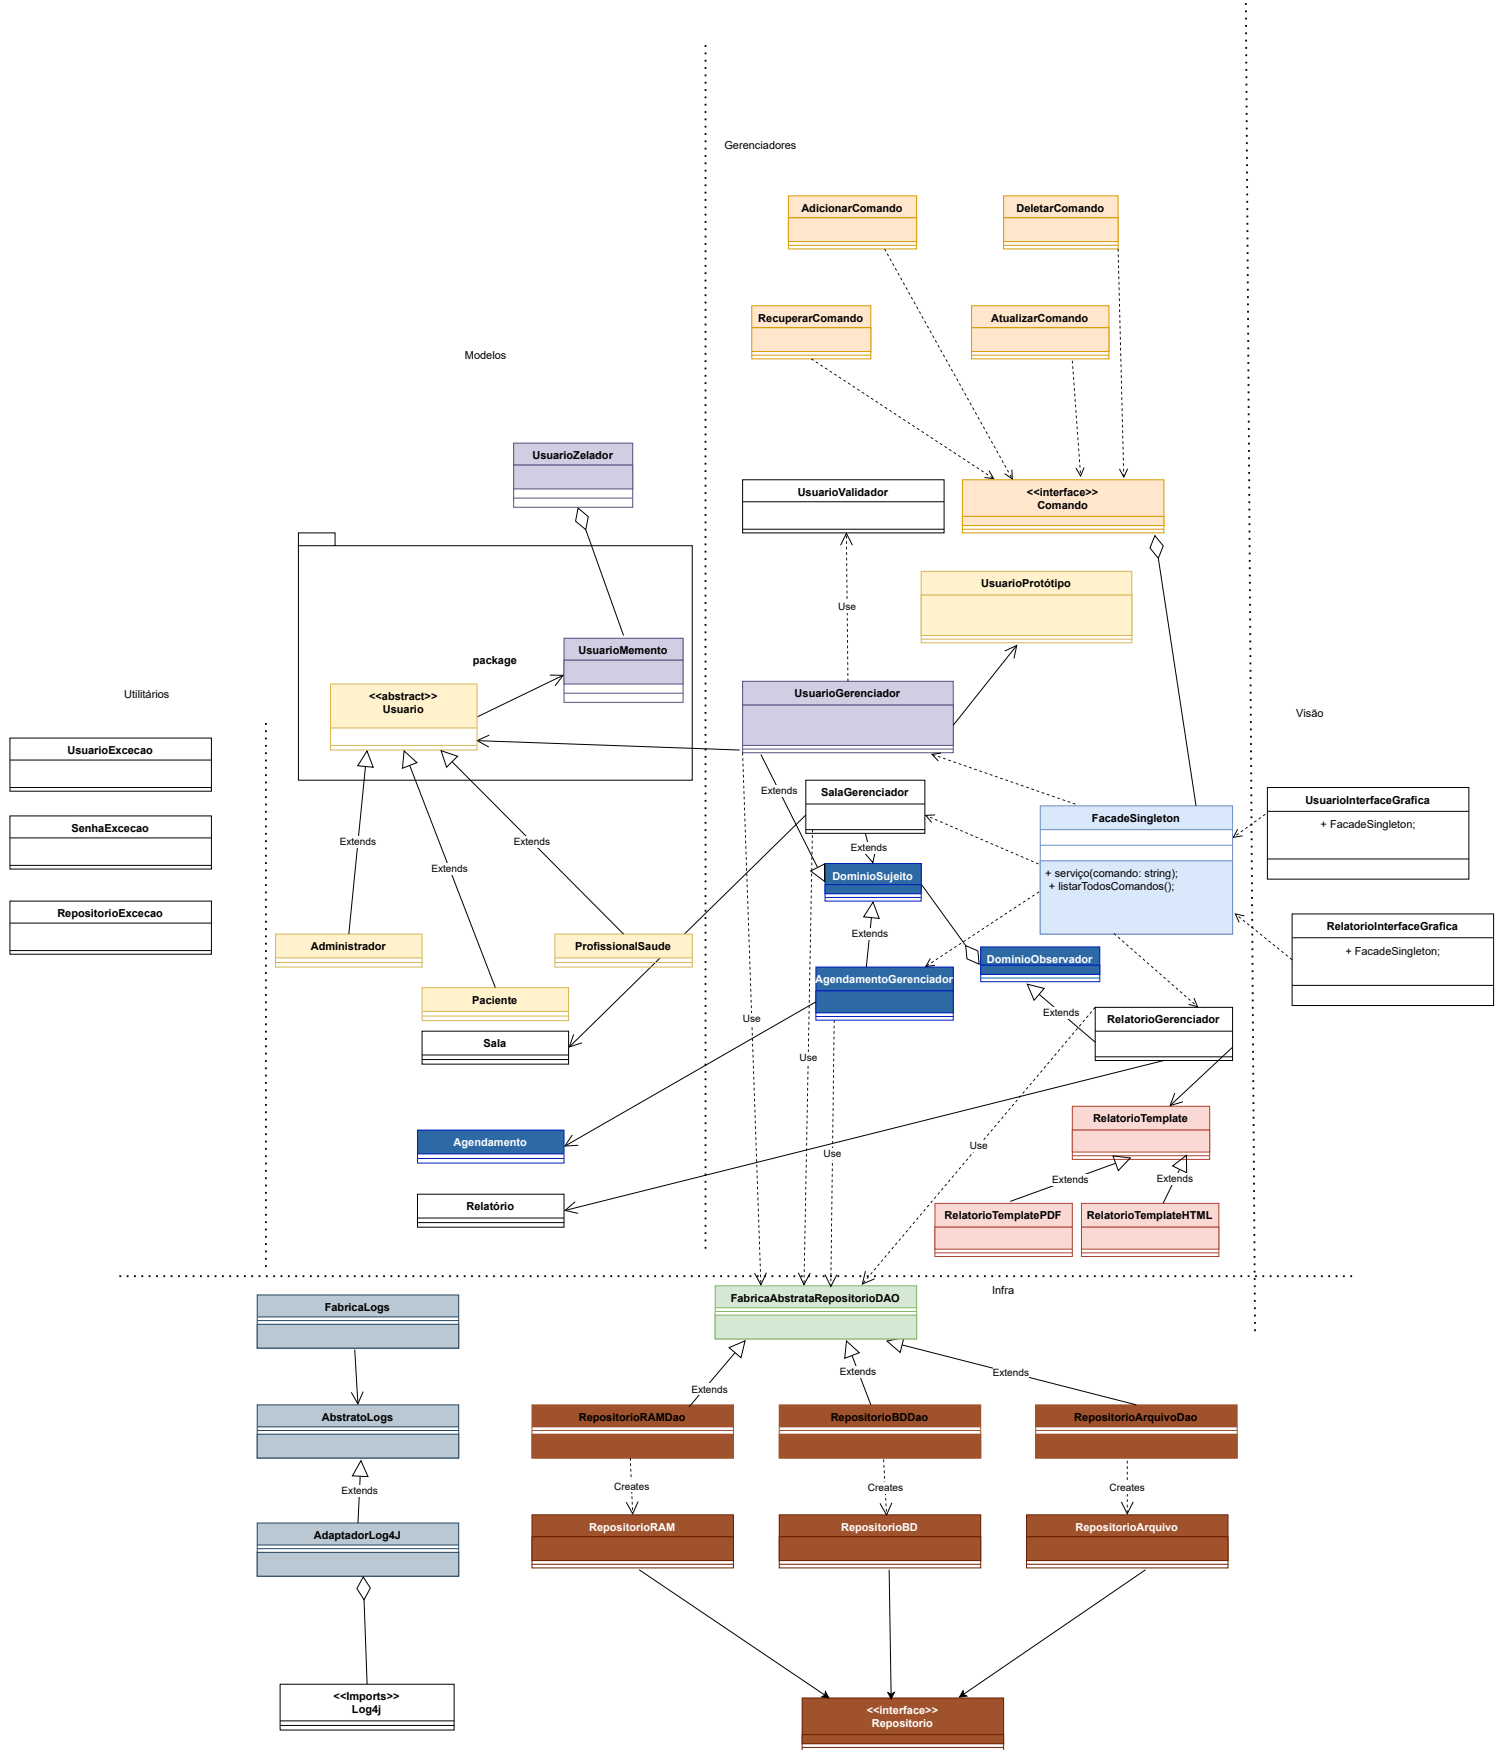 Gerenciadores
AdicionarComando
DeletarComando
RecuperarComando
AtualizarComando
Modelos
UsuarioZelador
UsuarioValidador
<<interface>>
Comando
UsuarioProtótipo
Use
UsuarioMemento
package
Utilitários
<<abstract>>
Usuario
UsuarioGerenciador
Visão
UsuarioExcecao
Extends
SalaGerenciador
UsuarioInterfaceGrafica
+ FacadeSingleton;
FacadeSingleton
SenhaExcecao
Extends
Extends
Extends
Extends
DominioSujeito
+ serviço(comando: string);
+ listarTodosComandos();
RepositorioExcecao
RelatorioInterfaceGrafica
+ FacadeSingleton;
Extends
Administrador
ProfissionalSaude
DominioObservador
AgendamentoGerenciador
Paciente
Extends
Use
RelatorioGerenciador
Sala
Use
RelatorioTemplate
Agendamento
Use
Use
Extends
Extends
Relatório
RelatorioTemplatePDF
RelatorioTemplateHTML
Infra
FabricaLogs
FabricaAbstrataRepositorioDAO
Extends
Extends
Extends
AbstratoLogs
RepositorioRAMDao
RepositorioBDDao
RepositorioArquivoDao
Extends
Creates
Creates
Creates
AdaptadorLog4J
RepositorioRAM
RepositorioBD
RepositorioArquivo
<<Imports>>
Log4j
<<interface>>
Repositorio